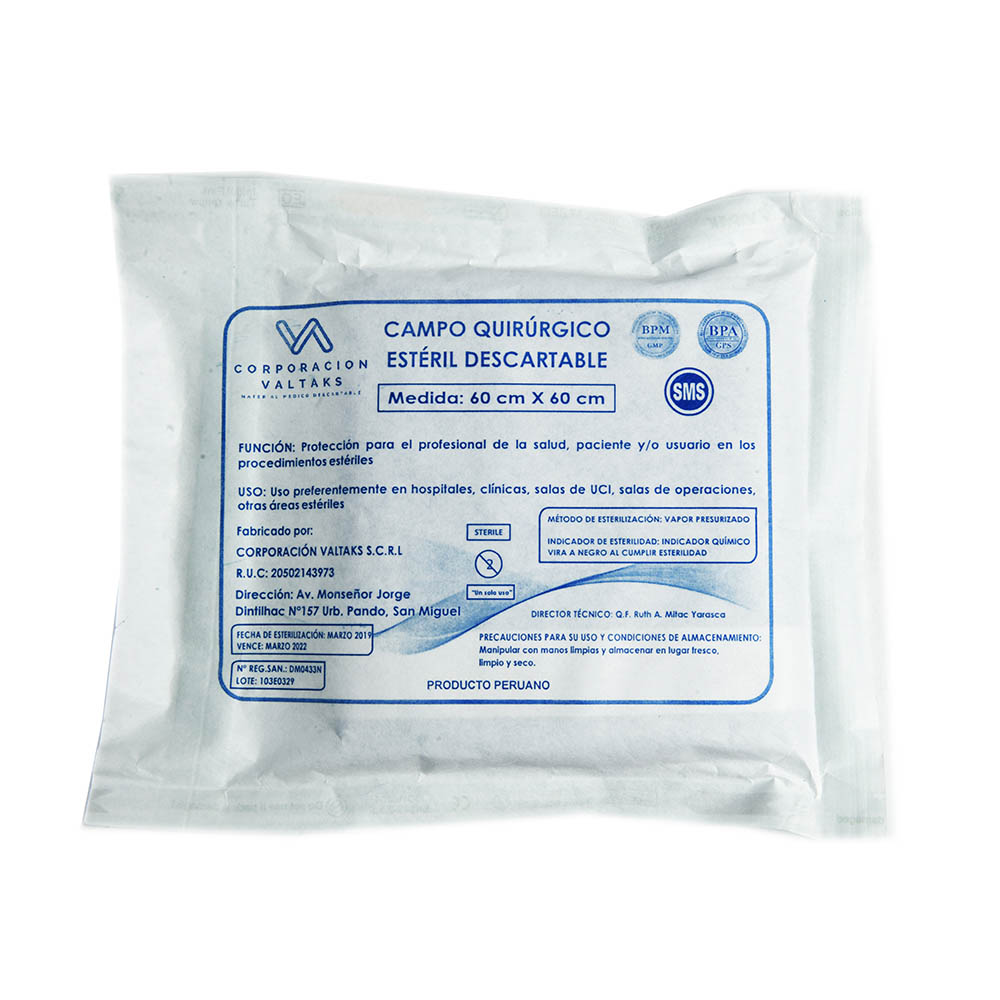 CORPORACION
VALTAKS
MATERIAL MEDICO DESCARTABLE
CAMPO QUIRÚRGICO
ESTÉRIL DESCARTABLE
Medida: 60 cm X 60 cm
BPM
GMP
BPA
GPS
SMS
FUNCIÓN: Protección para el profesional de la salud, paciente y/o usuario en los
procedimientos estériles
USO: Uso preferentemente en hospitales, clínicas, salas de UCI, salas de operaciones,
otras áreas estériles
Fabricado por:
CORPORACIÓN VALTAKS S.C.R.L
R.U.C: 20502143973
Dirección: Av. Monseñor Jorge
Dintilhac N°157 Urb. Pando, San Miguel
STERILE
2
"Un solo uso"
MÉTODO DE ESTERILIZACIÓN: VAPOR PRESURIZADO
INDICADOR DE ESTERILIDAD: INDICADOR QUÍMICO
VIRA A NEGRO AL CUMPLIR ESTERILIDAD
DIRECTOR TÉCNICO: Q.F. Ruth A. Mitac Yarasca
FECHA DE ESTERILIZACIÓN: MARZO 2019
VENCE: MARZO 2022
N° REG.SAN.: DM0433N
LOTE: 103E0329
PRECAUCIONES PARA SU USO Y CONDICIONES DE ALMACENAMIENTO:
Manipular con manos limpias y almacenar en lugar fresco,
limpio y seco.
PRODUCTO PERUANO